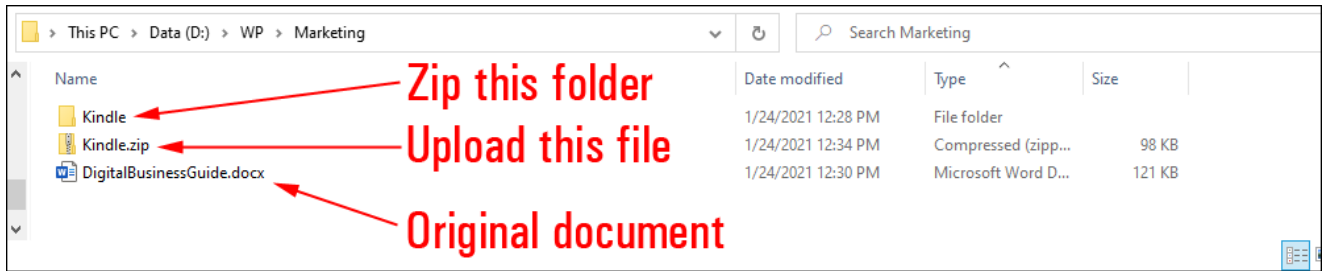 This PC > Data (D:) > WP > Marketing
Search Marketing
Name Date modified Type Size
Zip this folder
Kindle 1/24/2021 12:28 PM File folder
Kindle.zip 1/24/2021 12:34 PM Compressed (zipp... 98 KB
Upload this file
DigitalBusinessGuide.docx 1/24/2021 12:30 PM Microsoft Word D... 121 KB
Original document